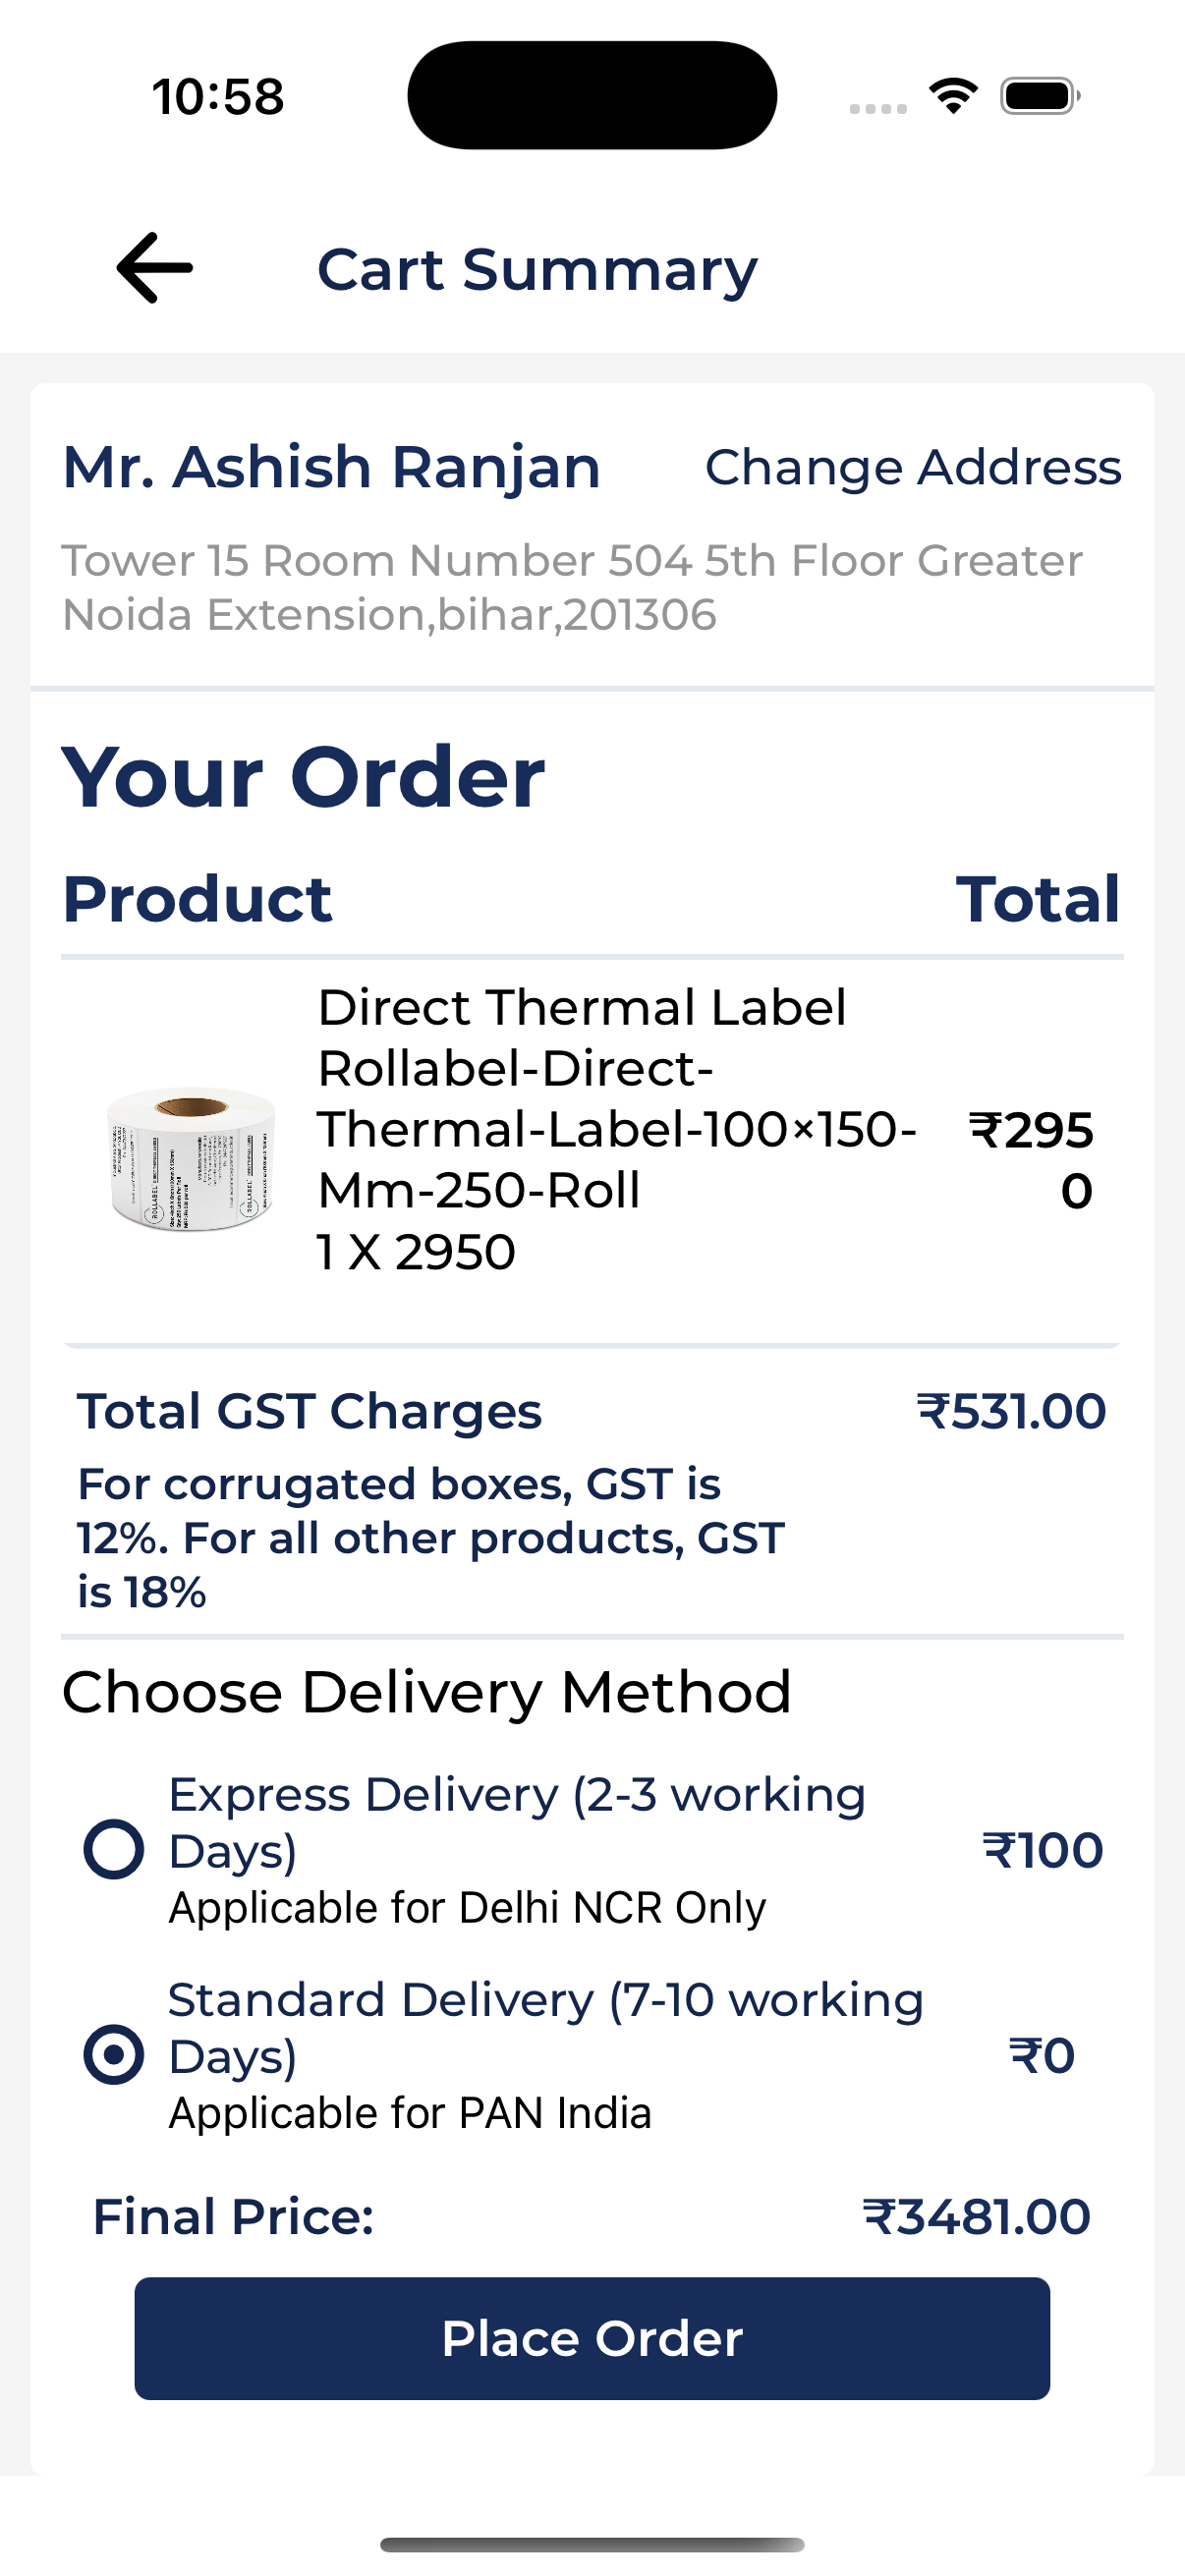 10:58
Cart Summary
Mr. Ashish Ranjan
Change Address
Tower 15 Room Number 504 5th Floor Greater
Noida Extension,bihar,201306
Your Order
Product
Total
Direct Thermal Label
Rollabel-Direct-
Thermal-Label-100×150-
Mm-250-Roll
1 X 2950
₹295
0
ROLLABEL
ROLLABEL
Total GST Charges
₹531.00
For corrugated boxes, GST is
12%. For all other products, GST
is 18%
Choose Delivery Method
Express Delivery (2-3 working
Days)
Applicable for Delhi NCR Only
₹100
Standard Delivery (7-10 working
Days)
Applicable for PAN India
₹0
Final Price:
₹3481.00
Place Order